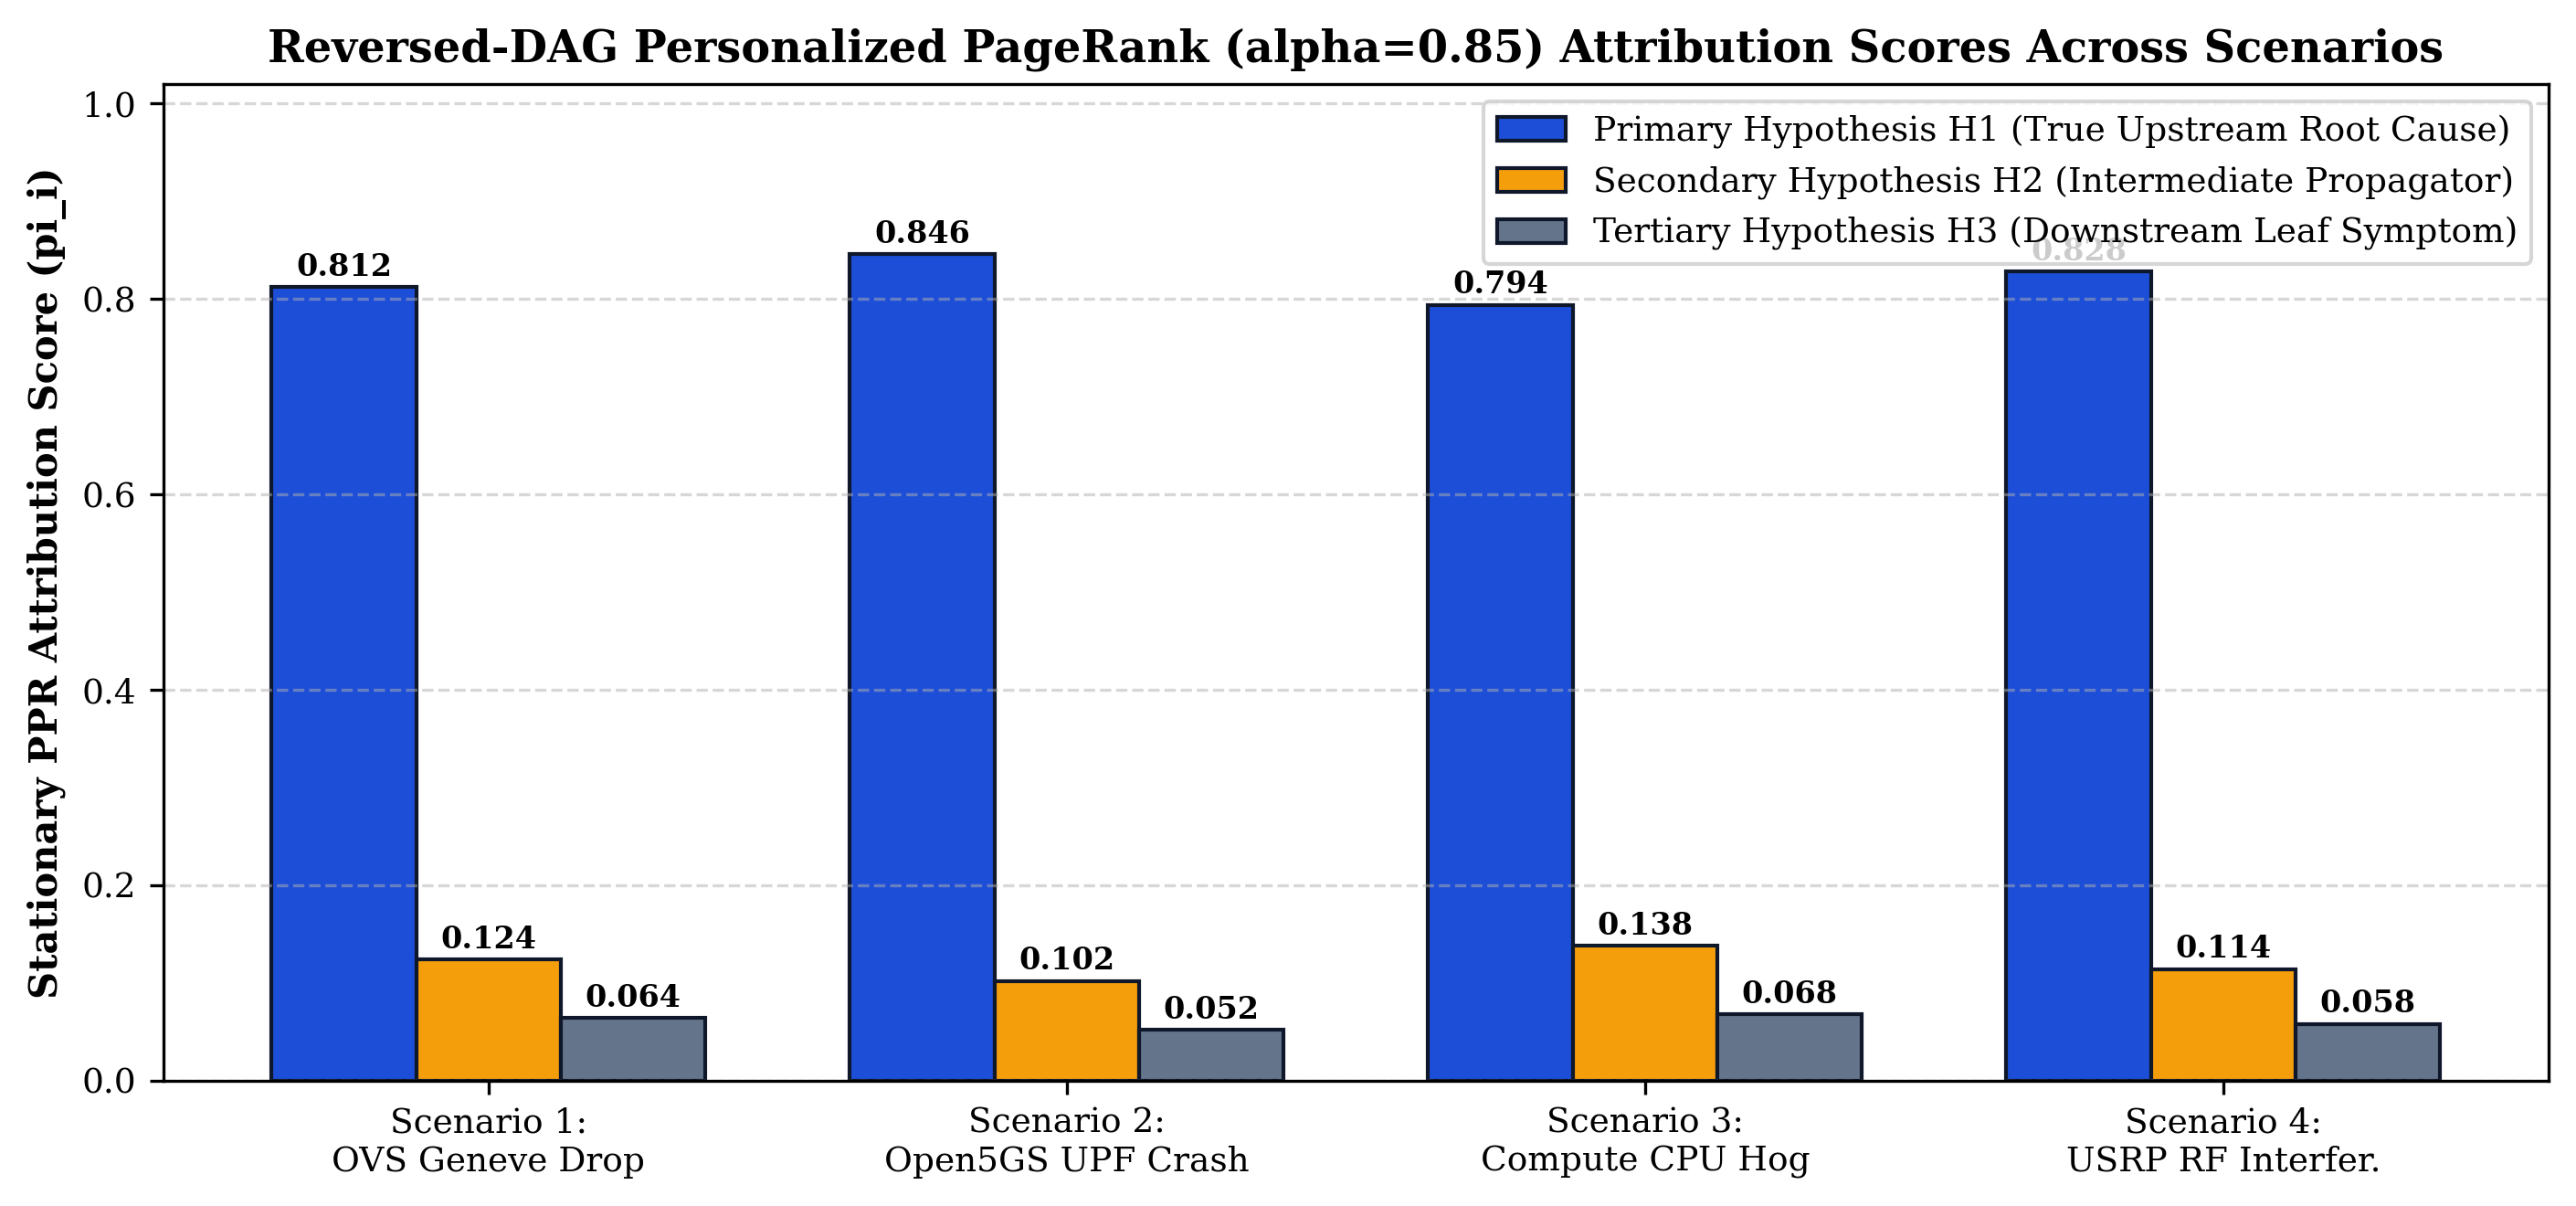 Reversed-DAG Personalized PageRank (alpha=0.85) Attribution Scores Across Scenarios
Stationary PPR Attribution Score (pi_i)
1.0
0.8
0.6
0.4
0.2
0.0
Primary Hypothesis H1 (True Upstream Root Cause)
Secondary Hypothesis H2 (Intermediate Propagator)
Tertiary Hypothesis H3 (Downstream Leaf Symptom)
0.812
0.124
0.064
0.846
0.102
0.052
0.794
0.138
0.068
0.828
0.114
0.058
Scenario 1:
OVS Geneve Drop
Scenario 2:
Open5GS UPF Crash
Scenario 3:
Compute CPU Hog
Scenario 4:
USRP RF Interfer.